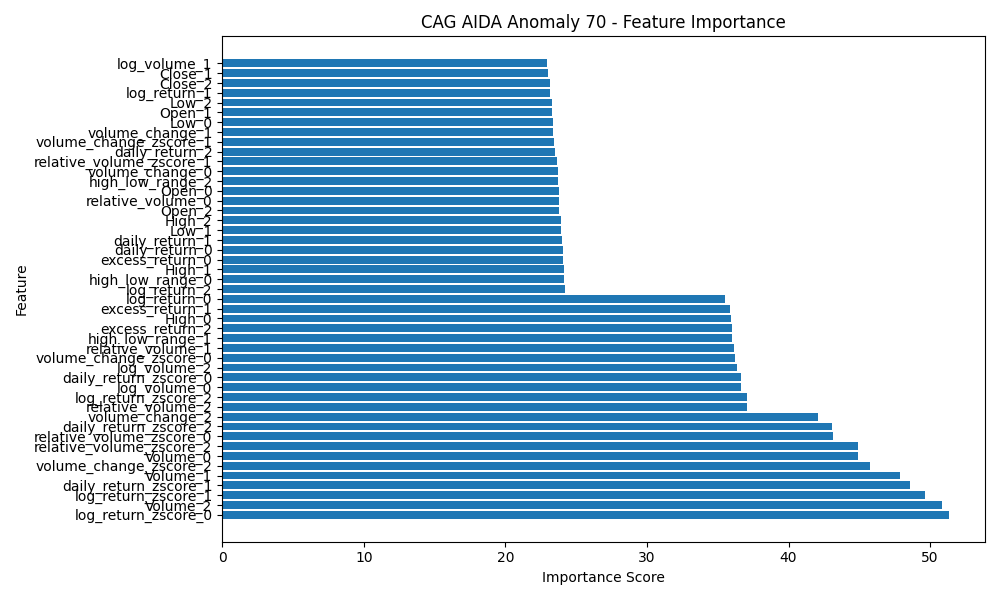 CAG AIDA Anomaly 70 - Feature Importance
log_volume_1
Close_1
Close_2
log_return_1
Low_2
Open_1
Low_0
volume_change_1
volume_change_zscore_1
daily_return_2
relative_volume_zscore_1
volume_change_0
high_low_range_2
Open_0
relative_volume_0
Open_2
High_2
Low_1
daily_return_1
daily_return_0
excess_return_0
High_1
high_low_range_0
log_return_2
log_return_0
excess_return_1
High_0
excess_return_2
high_low_range_1
relative_volume_1
volume_change_zscore_0
log_volume_2
daily_return_zscore_0
log_volume_0
log_return_zscore_2
relative_volume_2
volume_change_2
daily_return_zscore_2
relative_volume_zscore_0
relative_volume_zscore_2
Volume_0
volume_change_zscore_2
Volume_1
daily_return_zscore_1
log_return_zscore_1
Volume_2
log_return_zscore_0
Feature
0 10 20 30 40 50
Importance Score